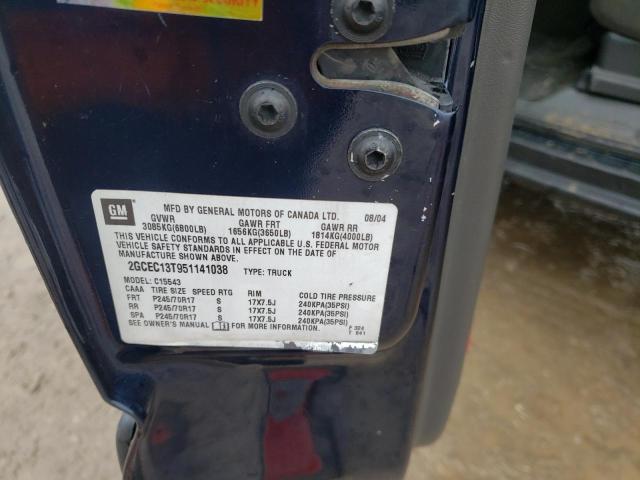 SECURITY
GM
MFD BY GENERAL MOTORS OF CANADA LTD. 08/04
GVWR GAWR FRT GAWR RR
3085KG(6800LB) 1656KG(3650LB) 1814KG(4000LB)
THIS VEHICLE CONFORMS TO ALL APPLICABLE U.S. FEDERAL MOTOR
VEHICLE SAFETY STANDARDS IN EFFECT ON THE DATE OF
MANUFACTURE SHOWN ABOVE.
2GCEC13T951141038 TYPE: TRUCK
MODEL: C15543
CAAA TIRE SIZE SPEED RTG RIM COLD TIRE PRESSURE
FRT P245/70R17 S 17X7.5J 240KPA(35PSI)
RR P245/70R17 S 17X7.5J 240KPA(35PSI)
SPA P245/70R17 S 17X7.5J 240KPA(35PSI)
SEE OWNER'S MANUAL FOR MORE INFORMATION.
F 324
T 041